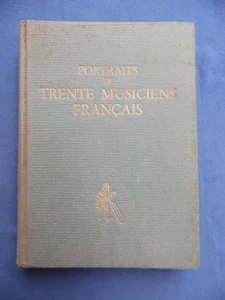 PORTRAITS
DE
TRENTE MUSICIENS
FRANÇAIS